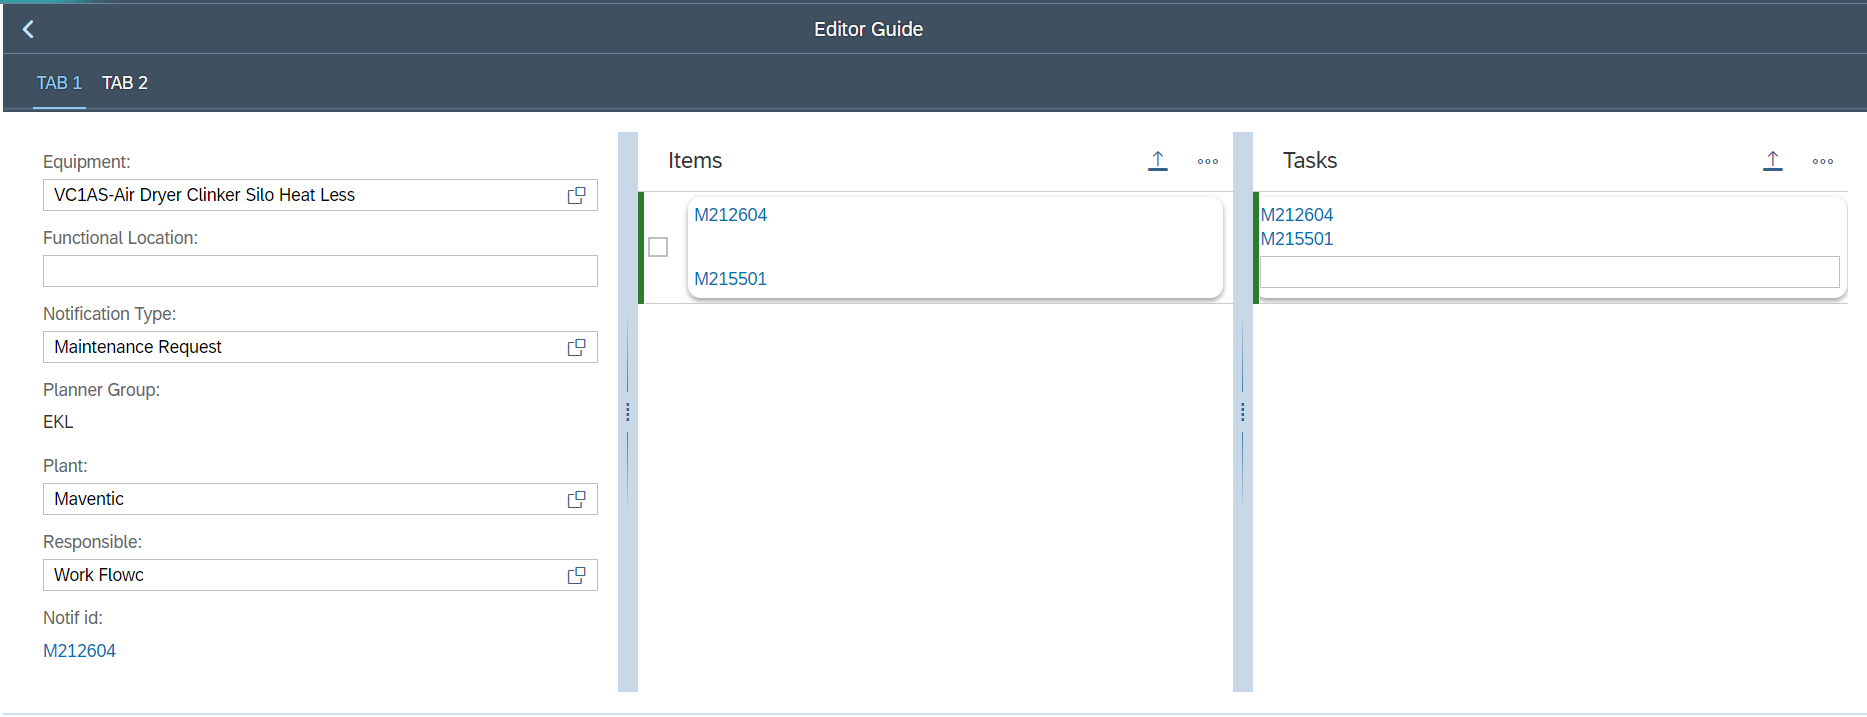 Editor Guide
TAB 1 TAB 2
Equipment:
VC1AS-Air Dryer Clinker Silo Heat Less
Functional Location:
Notification Type:
Maintenance Request
Planner Group:
EKL
Plant:
Maventic
Responsible:
Work Flowc
Notif id:
M212604
Items
M212604
M215501
Tasks
M212604
M215501